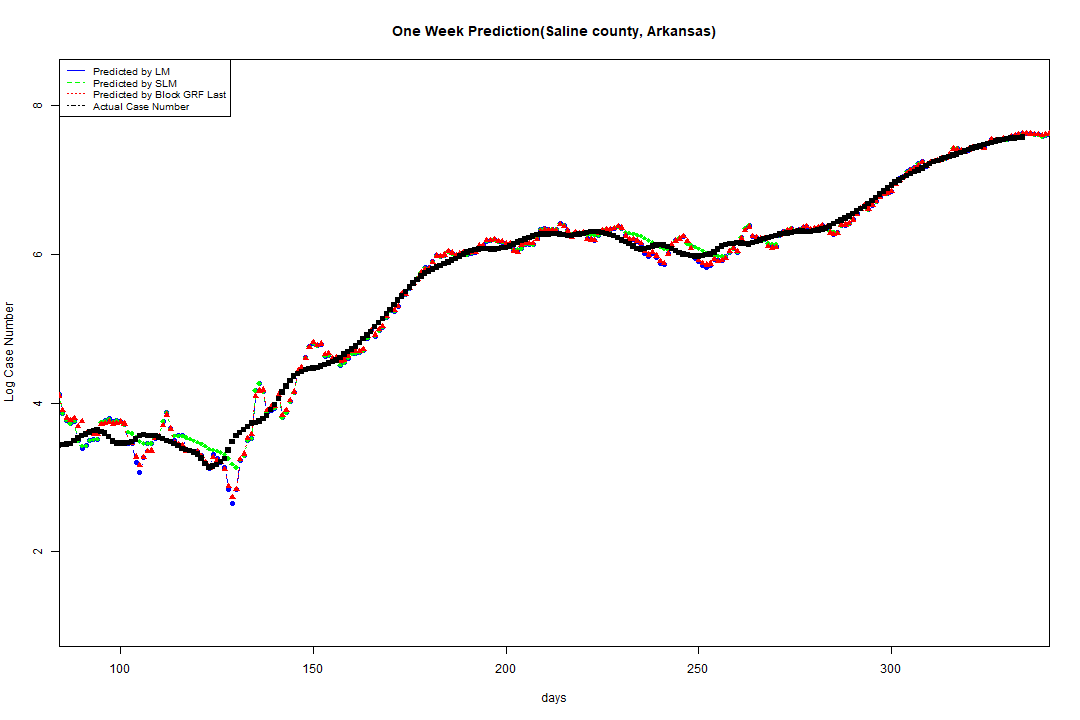 One Week Prediction(Saline county, Arkansas)
Predicted by LM
Predicted by SLM
Predicted by Block GRF Last
Actual Case Number
8
6
4
2
Log Case Number
100 150 200 250 300
days